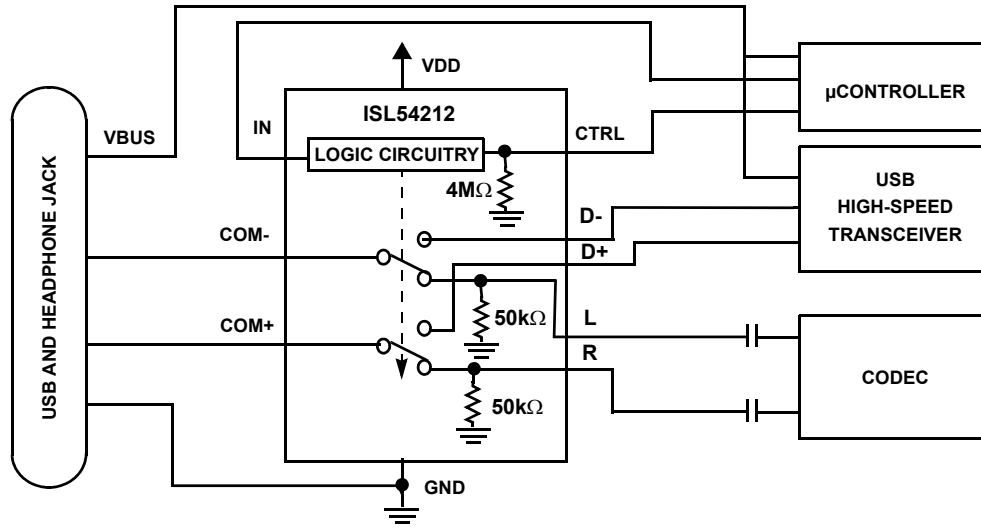 VDD
µCONTROLLER
ISL54212
IN
CTRL
VBUS
LOGIC CIRCUITRY
4MΩ
USB
HIGH-SPEED
TRANSCEIVER
D-
COM-
D+
USB AND HEADPHONE JACK
50kΩ
L
COM+
R
CODEC
50kΩ
GND